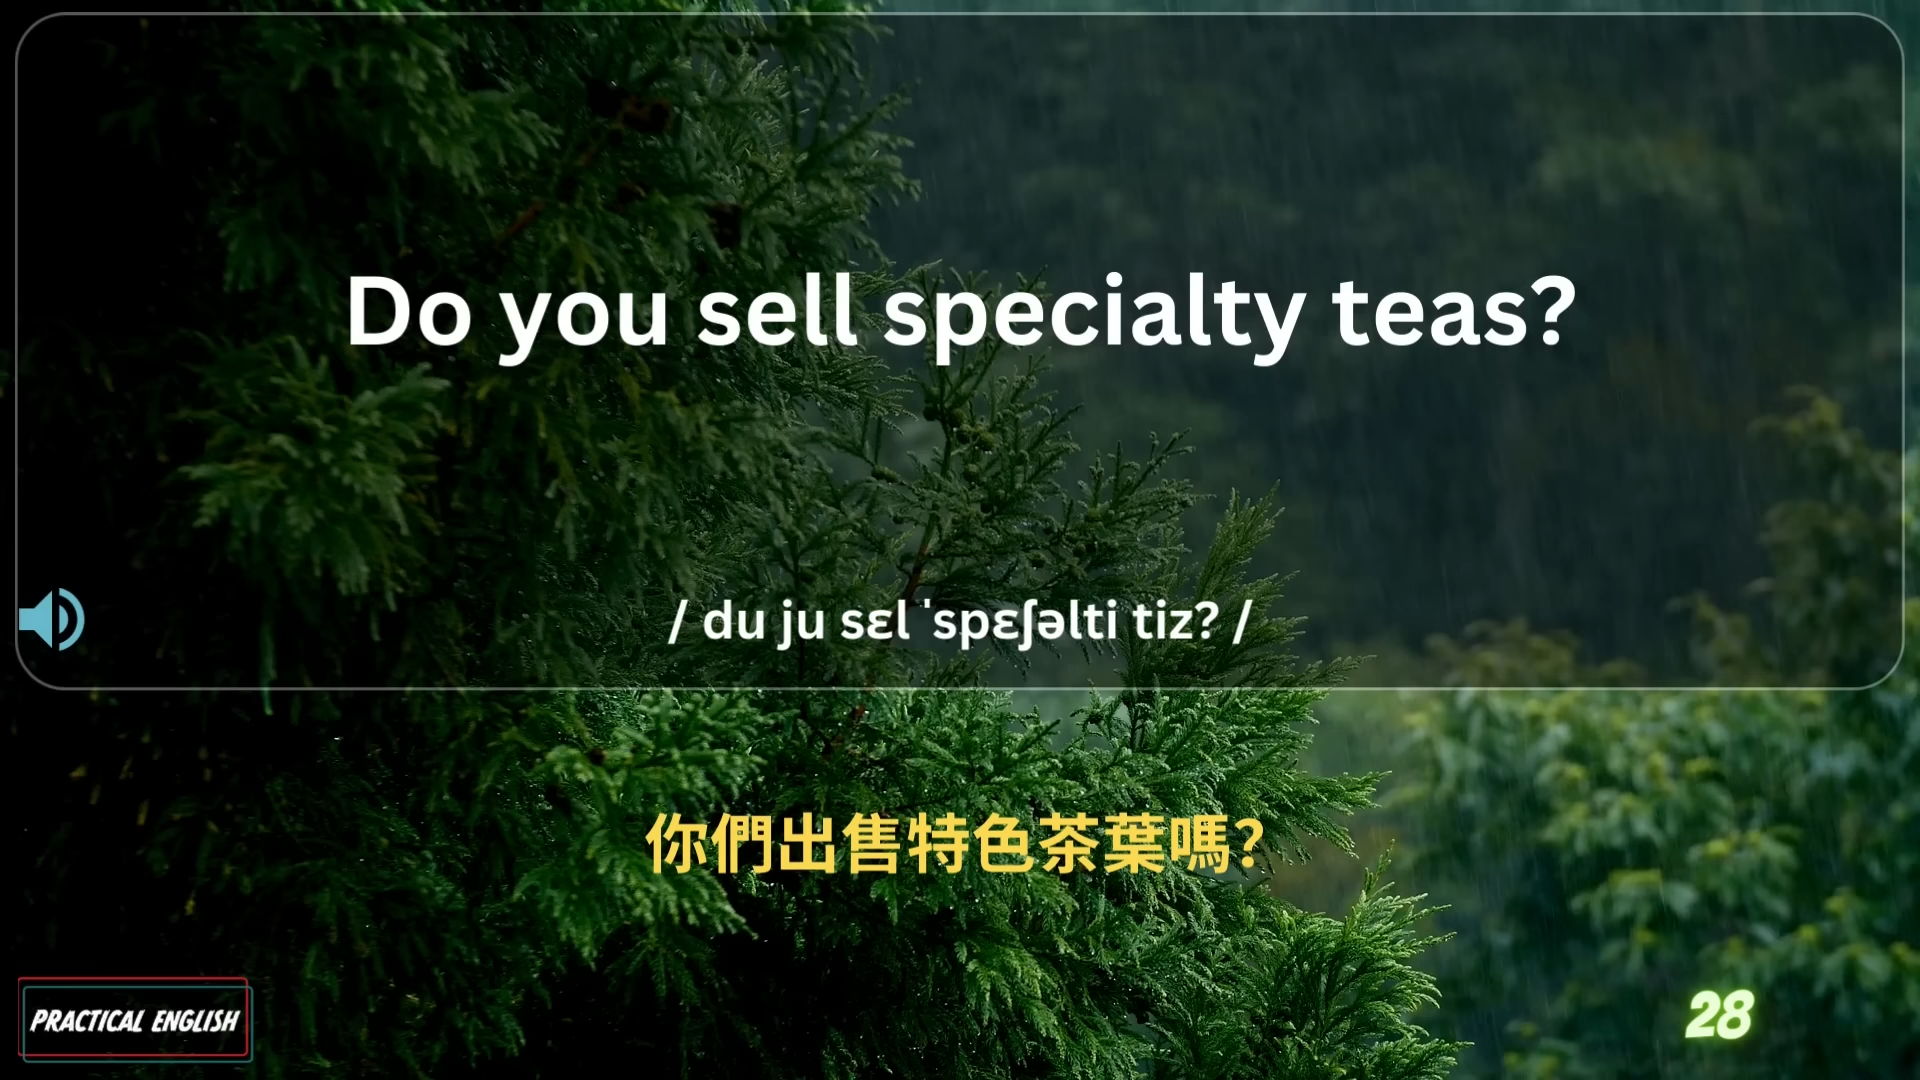 Do you sell specialty teas?
/ du ju sɛl ˈspɛʃəlti tiz? /
你們出售特色茶葉嗎?
PRACTICAL ENGLISH
28